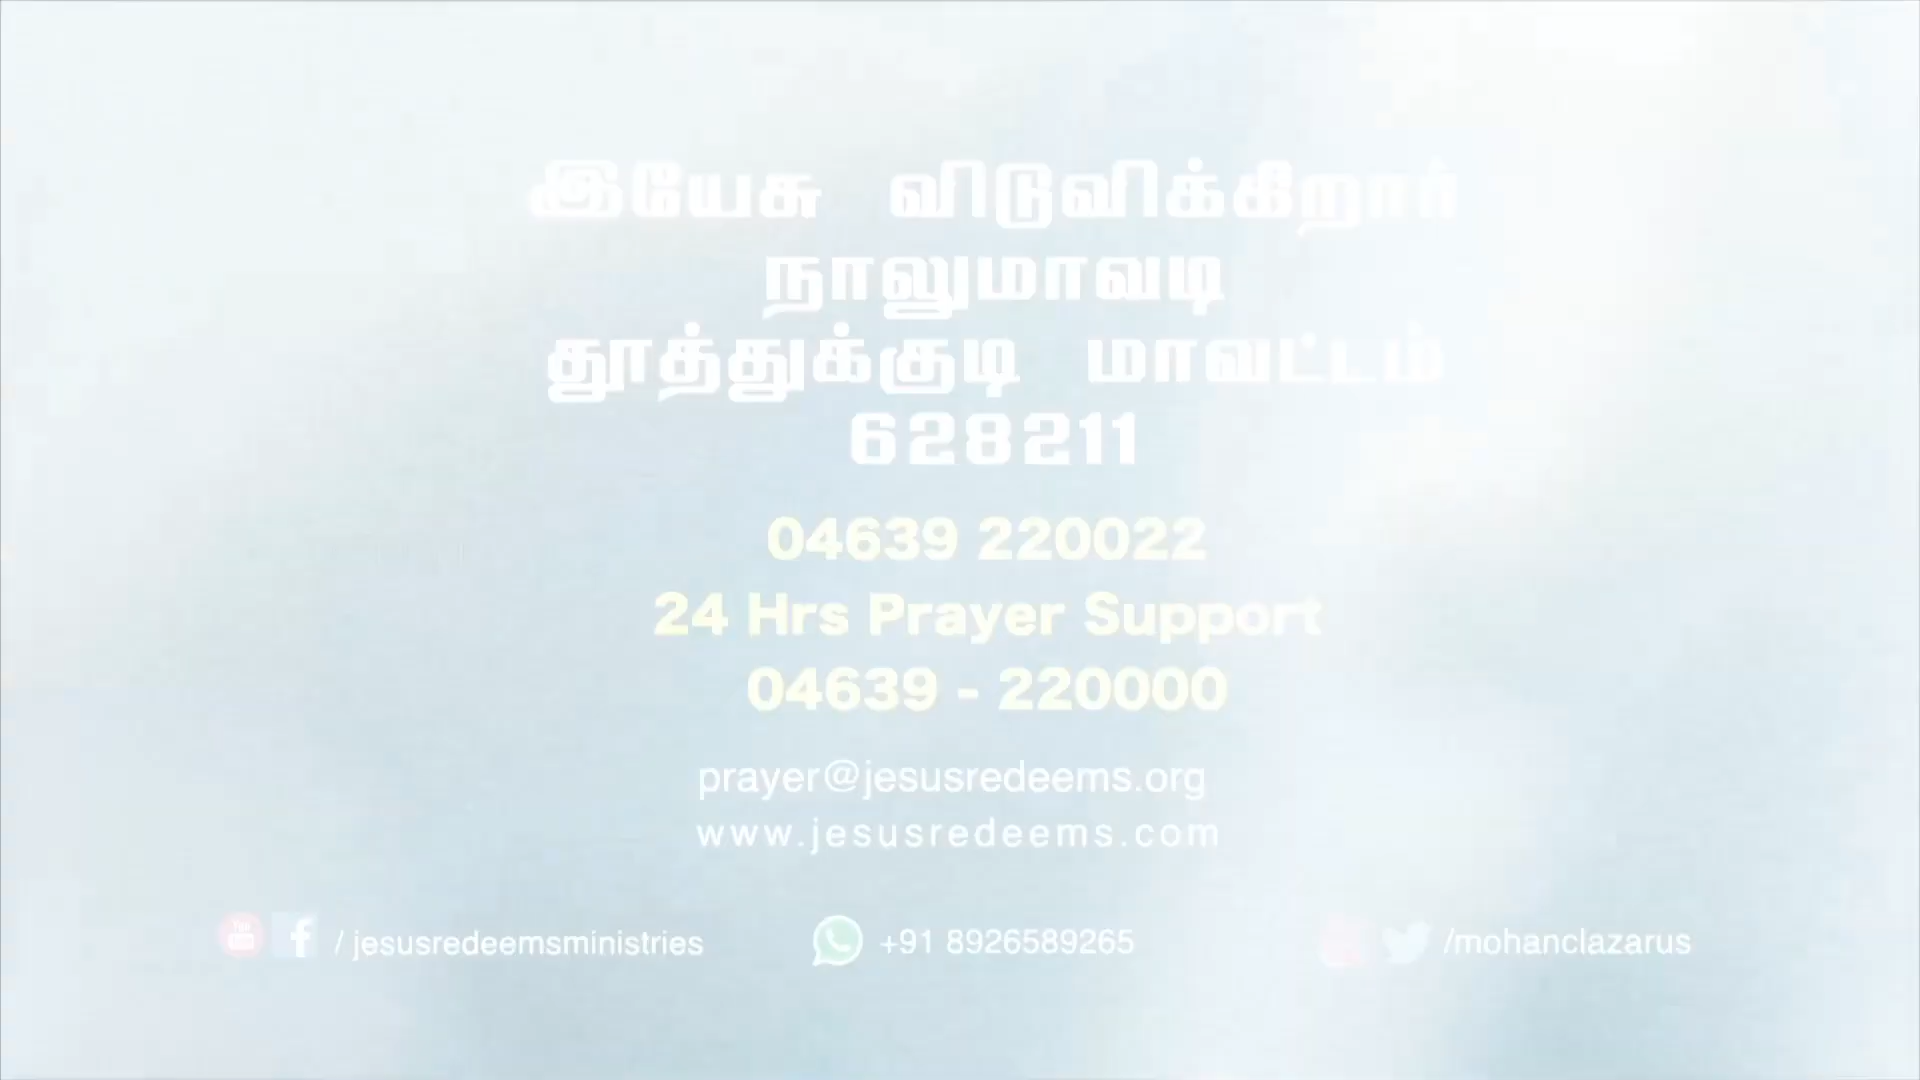 இயேசு விடுவிக்கிறார்
நாலுமாவடி
தூத்துக்குடி மாவட்டம்
628211
04639 220022
24 Hrs Prayer Support
04639 - 220000
prayer@jesusredeems.org
www.jesusredeems.com
/ jesusredeemsministries
+91 8926589265
/mohanclazarus